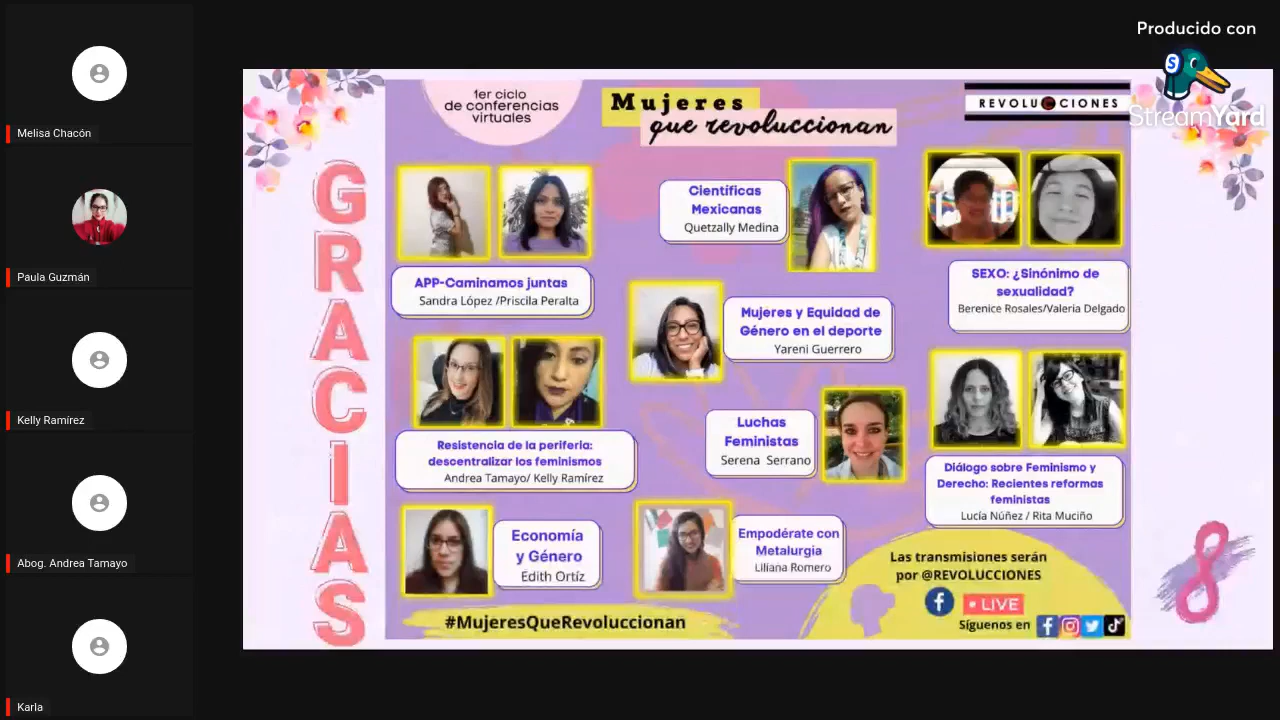 Producido con
StreamYard
Melisa Chacón
Paula Guzmán
Kelly Ramírez
Abog. Andrea Tamayo
Karla
GRACIAS
1er ciclo
de conferencias
virtuales
Mujeres
que revoluccionan
REVOLUCCIONES
APP-Caminamos juntas
Sandra López /Priscila Peralta
Científicas
Mexicanas
Quetzally Medina
SEXO: ¿Sinónimo de
sexualidad?
Berenice Rosales/Valeria Delgado
Mujeres y Equidad de
Género en el deporte
Yareni Guerrero
Resistencia de la periferia:
descentralizar los feminismos
Andrea Tamayo/ Kelly Ramírez
Luchas
Feministas
Serena Serrano
Diálogo sobre Feminismo y
Derecho: Recientes reformas
feministas
Lucía Núñez / Rita Muciño
Economía
y Género
Edith Ortíz
Empodérate con
Metalurgia
Liliana Romero
Las transmisiones serán
por @REVOLUCCIONES
LIVE
Síguenos en
#MujeresQueRevoluccionan
8